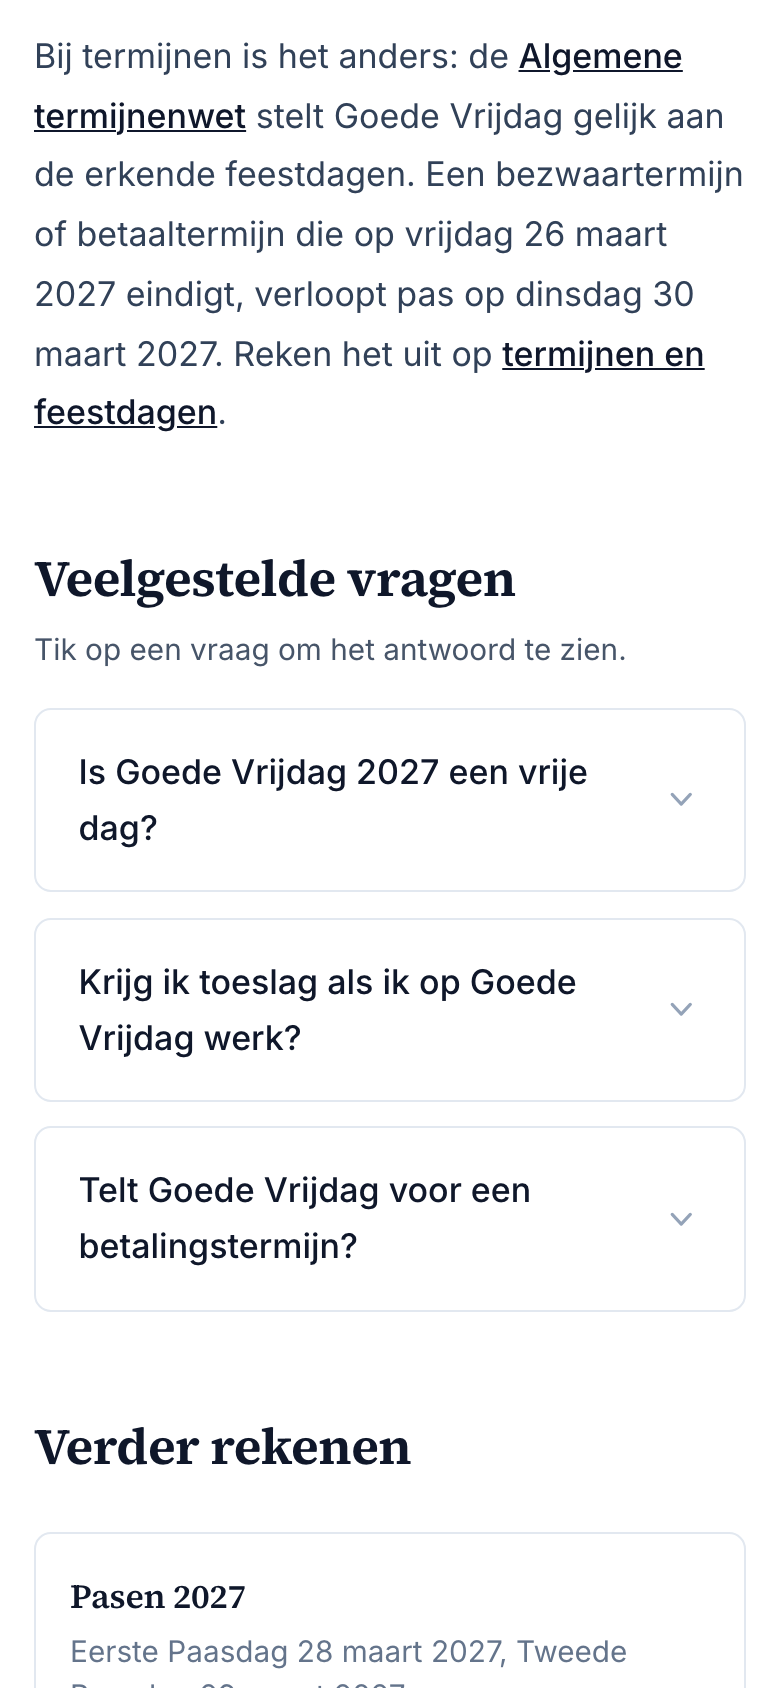 Bij termijnen is het anders: de Algemene
termijnenwet stelt Goede Vrijdag gelijk aan
de erkende feestdagen. Een bezwaartermijn
of betaaltermijn die op vrijdag 26 maart
2027 eindigt, verloopt pas op dinsdag 30
maart 2027. Reken het uit op termijnen en
feestdagen.
Veelgestelde vragen
Tik op een vraag om het antwoord te zien.
Is Goede Vrijdag 2027 een vrije
dag?
Krijg ik toeslag als ik op Goede
Vrijdag werk?
Telt Goede Vrijdag voor een
betalingstermijn?
Verder rekenen
Pasen 2027
Eerste Paasdag 28 maart 2027, Tweede